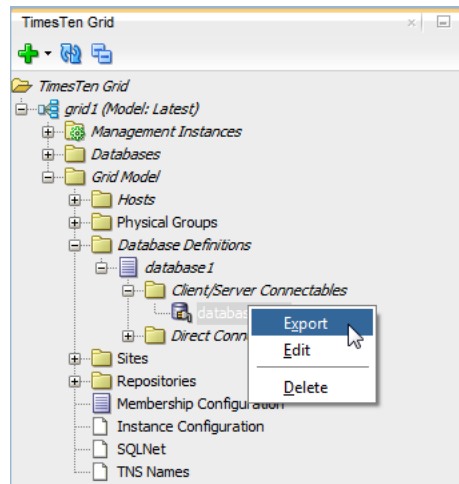 TimesTen Grid
TimesTen Grid
grid1 (Model: Latest)
Management Instances
Databases
Grid Model
Hosts
Physical Groups
Database Definitions
database1
Client/Server Connectables
Export
Direct
Edit
Sites
Delete
Repositories
Membership Configuration
Instance Configuration
SQLNet
TNS Names